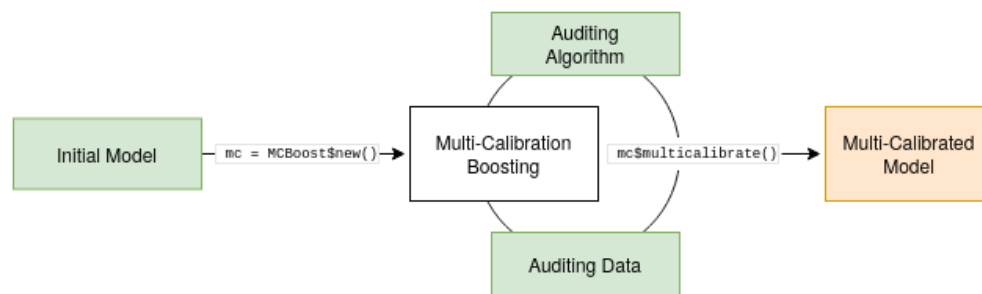 Auditing
Algorithm
Initial Model
mc = MCBoost$new()
Multi-Calibration
Boosting
mc$multicalibrate()
Multi-Calibrated
Model
Auditing Data